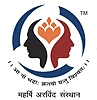 TM
॥ आ नो भद्राः क्रतवो यन्तु विश्वतः ॥
महर्षि अरविंद संस्थान